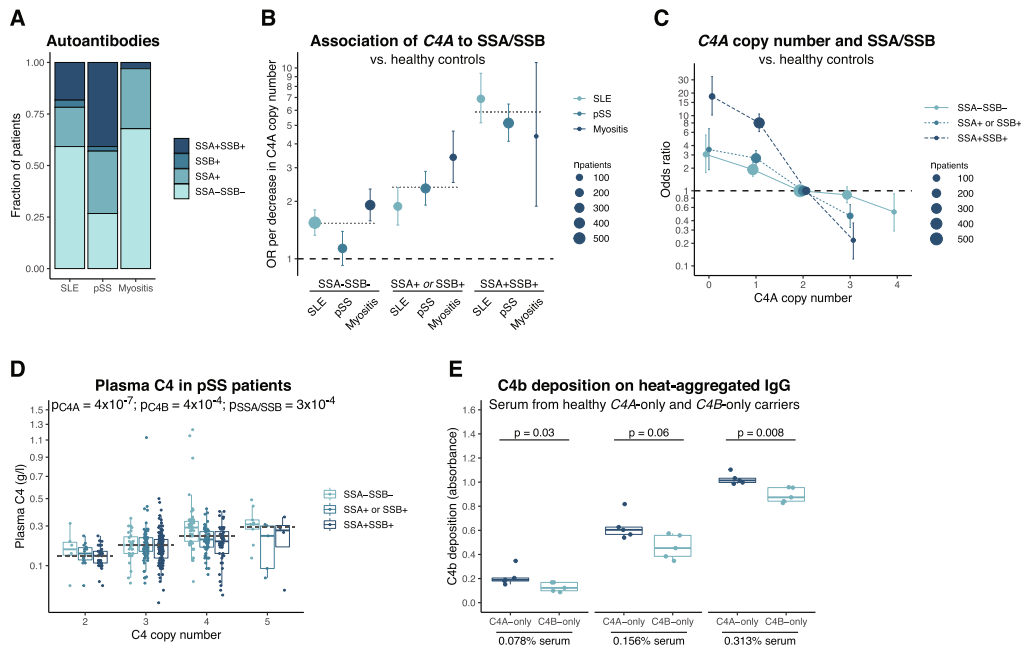 A
Autoantibodies
Fraction of patients
1.00
0.75
0.50
0.25
0.00
SLE pSS Myositis
SSA+SSB+
SSB+
SSA+
SSA−SSB−
B
Association of C4A to SSA/SSB
vs. healthy controls
OR per decrease in C4A copy number
10
9
8
7
6
5
4
3
2
1
SSA-SSB- SSA+ or SSB+ SSA+SSB+
SLE pSS Myositis SLE pSS Myositis SLE pSS Myositis
SLE
pSS
Myositis
npatients
100
200
300
400
500
C
C4A copy number and SSA/SSB
vs. healthy controls
Odds ratio
30
20
15
10
8
6
4
3
2
1
0.8
0.6
0.4
0.3
0.2
0.1
0 1 2 3 4
C4A copy number
SSA−SSB−
SSA+ or SSB+
SSA+SSB+
npatients
100
200
300
400
500
D
Plasma C4 in pSS patients
pC4A = 4x10-7; pC4B = 4x10-4; pSSA/SSB = 3x10-4
Plasma C4 (g/l)
1.5
1.3
1.1
0.9
0.7
0.5
0.3
0.1
2 3 4 5
C4 copy number
SSA−SSB−
SSA+ or SSB+
SSA+SSB+
E
C4b deposition on heat-aggregated IgG
Serum from healthy C4A-only and C4B-only carriers
C4b deposition (absorbance)
1.6
1.4
1.2
1.0
0.8
0.6
0.4
0.2
0.0
p = 0.03 p = 0.06 p = 0.008
C4A−only C4B−only C4A−only C4B−only C4A−only C4B−only
0.078% serum 0.156% serum 0.313% serum